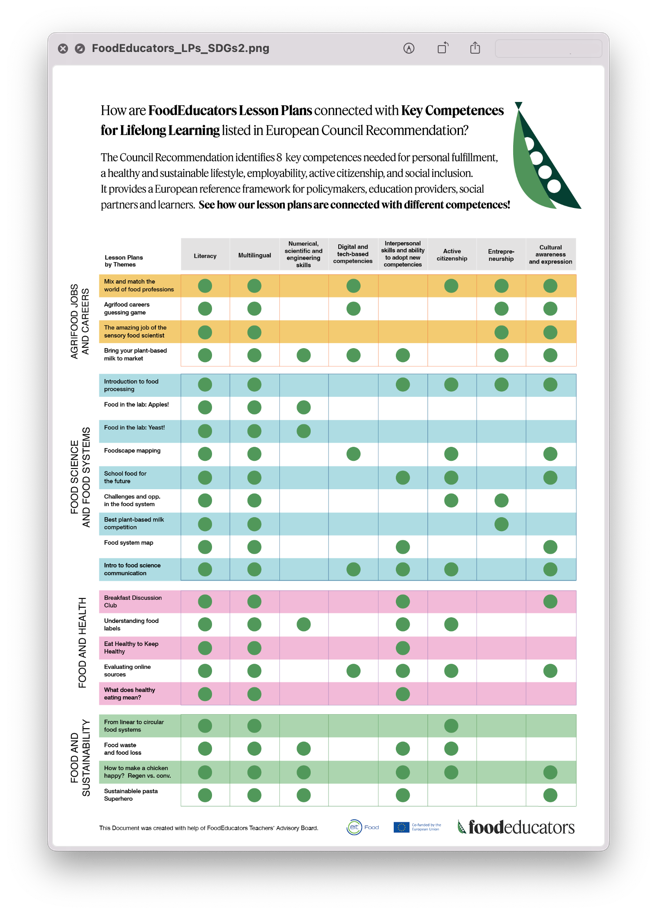 FoodEducators_LPs_SDGs2.png
How are FoodEducators Lesson Plans connected with Key Competences
for Lifelong Learning listed in European Council Recommendation?
The Council Recommendation identifies 8 key competences needed for personal fulfillment,
a healthy and sustainable lifestyle, employability, active citizenship, and social inclusion.
It provides a European reference framework for policymakers, education providers, social
partners and learners. See how our lesson plans are connected with different competences!
Lesson Plans
by Themes
Literacy
Multilingual
Numerical,
scientific and
engineering
skills
Digital and
tech-based
competencies
Interpersonal
skills and ability
to adopt new
competencies
Active
citizenship
Entrepre-
neurship
Cultural
awareness
and expression
AGRIFOOD JOBS
AND CAREERS
Mix and match the
world of food professions
Agrifood careers
guessing game
The amazing job of the
sensory food scientist
Bring your plant-based
milk to market
FOOD SCIENCE
AND FOOD SYSTEMS
Introduction to food
processing
Food in the lab: Apples!
Food in the lab: Yeast!
Foodscape mapping
School food for
the future
Challenges and opp.
in the food system
Best plant-based milk
competition
Food system map
Intro to food science
communication
FOOD AND HEALTH
Breakfast Discussion
Club
Understanding food
labels
Eat Healthy to Keep
Healthy
Evaluating online
sources
What does healthy
eating mean?
FOOD AND
SUSTAINABILITY
From linear to circular
food systems
Food waste
and food loss
How to make a chicken
happy? Regen vs. conv.
Sustainablele pasta
Superhero
This Document was created with help of FoodEducators Teachers' Advisory Board.
eit Food
Co-funded by the
European Union
foodeducators